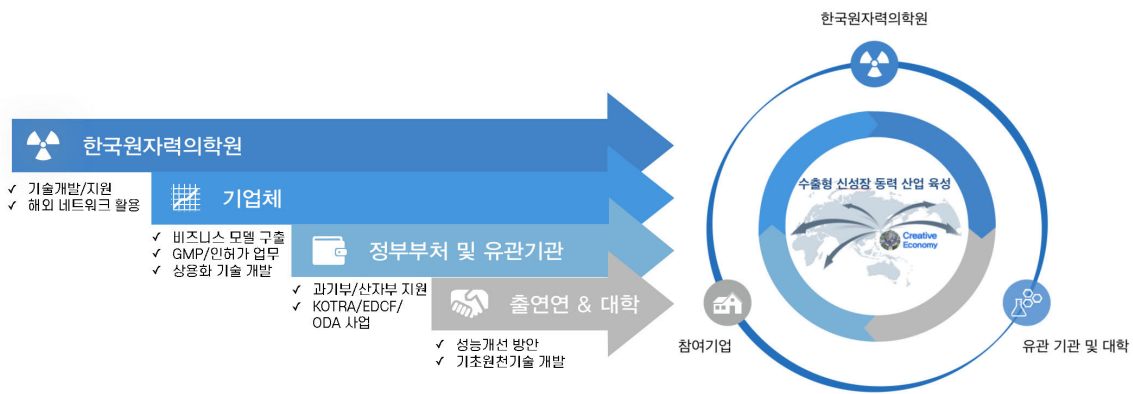 한국원자력의학원
✓ 기술개발/지원
✓ 해외 네트워크 활용
기업체
✓ 비즈니스 모델 구출
✓ GMP/인허가 업무
✓ 상용화 기술 개발
정부부처 및 유관기관
✓ 과기부/산자부 지원
✓ KOTRA/EDCF/
ODA 사업
출연연 & 대학
✓ 성능개선 방안
✓ 기초원천기술 개발
한국원자력의학원
수출형 신성장 동력 산업 육성
Creative
Economy
참여기업
유관 기관 및 대학